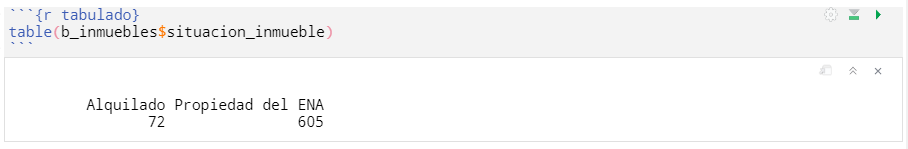 ```{r tabulado}
table(b_inmuebles$situacion_inmueble)
```
Alquilado Propiedad del ENA
72 605